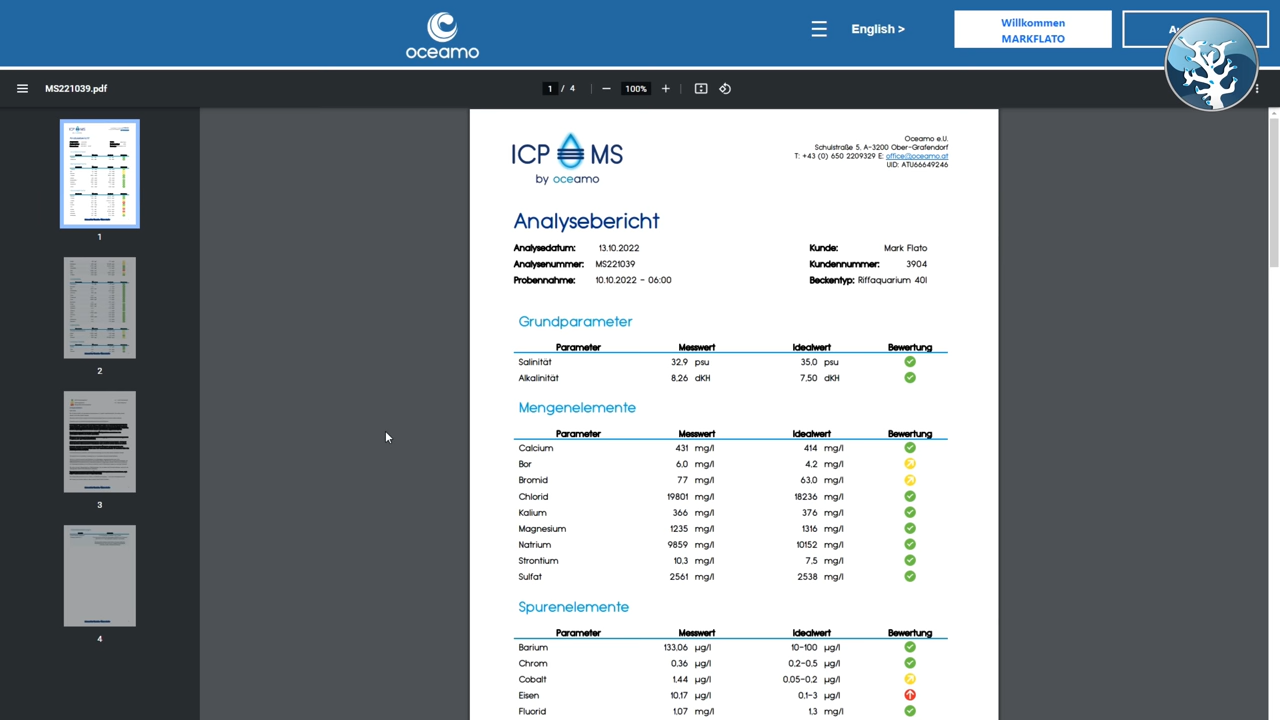 oceamo
English >
Willkommen
MARKFLATO
MS221039.pdf
1 / 4
100%
ICP MS
by oceamo
Oceamo e.U.
Schulstraße 5, A-3200 Ober-Grafendorf
T: +43 (0) 650 2209329 E: office@oceamo.at
UID: ATU66649246
Analysebericht
Analysedatum: 13.10.2022
Kunde: Mark Flato
Analysenummer: MS221039
Kundennummer: 3904
Probennahme: 10.10.2022 - 06:00
Beckentyp: Riffaquarium 40l
Grundparameter
Parameter Messwert Idealwert Bewertung
Salinität 32,9 psu 35,0 psu
Alkalinität 8,26 dKH 7,50 dKH
Mengenelemente
Parameter Messwert Idealwert Bewertung
Calcium 431 mg/l 414 mg/l
Bor 6.0 mg/l 4.2 mg/l
Bromid 77 mg/l 63.0 mg/l
Chlorid 19801 mg/l 18236 mg/l
Kalium 366 mg/l 376 mg/l
Magnesium 1235 mg/l 1316 mg/l
Natrium 9859 mg/l 10152 mg/l
Strontium 10,3 mg/l 7,5 mg/l
Sulfat 2561 mg/l 2538 mg/l
Spurenelemente
Parameter Messwert Idealwert Bewertung
Barium 133,06 µg/l 10-100 µg/l
Chrom 0.36 µg/l 0.2-0.5 µg/l
Cobalt 1.44 µg/l 0.05-0.2 µg/l
Eisen 10,17 µg/l 0.1-3 µg/l
Fluorid 1,07 mg/l 1.3 mg/l
1
2
3
4